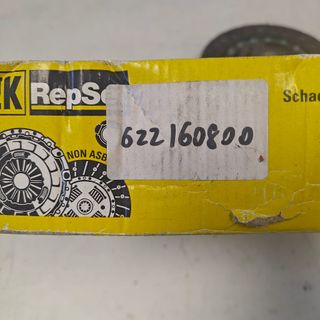 RepSe
Schae
622160800
NON ASB